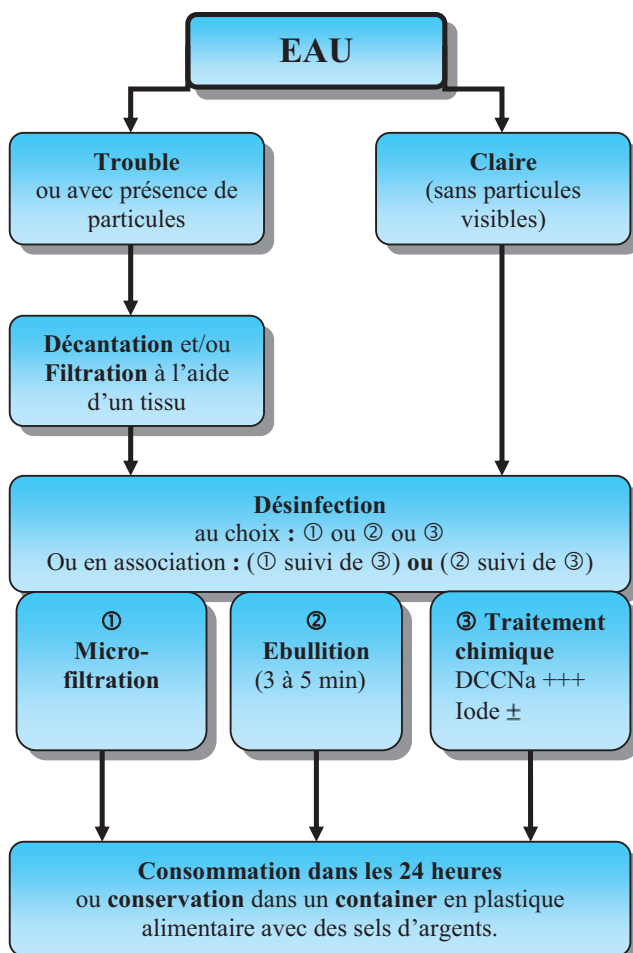 EAU
Trouble
ou avec présence de
particules
Claire
(sans particules
visibles)
Décantation et/ou
Filtration à l’aide
d’un tissu
Désinfection
au choix : ① ou ② ou ③
Ou en association : (① suivi de ③) ou (② suivi de ③)
①
Micro-
filtration
②
Ebullition
(3 à 5 min)
③ Traitement
chimique
DCCNa +++
Iode ±
Consommation dans les 24 heures
ou conservation dans un container en plastique
alimentaire avec des sels d’argents.